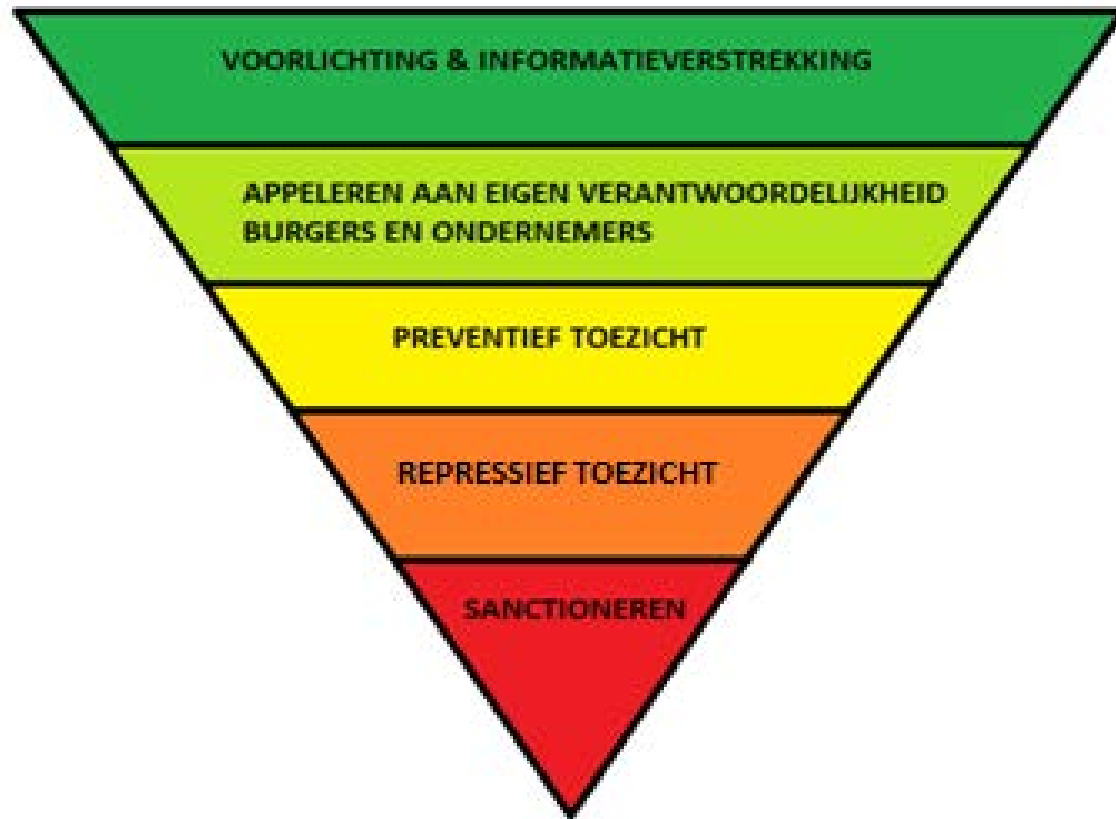 VOORLICHTING & INFORMATIEVERSTREKKING
APPELEREN AAN EIGEN VERANTWOORDELIJKHEID
BURGERS EN ONDERNEMERS
PREVENTIEF TOEZICHT
REPRESSIEF TOEZICHT
SANCTIONEREN